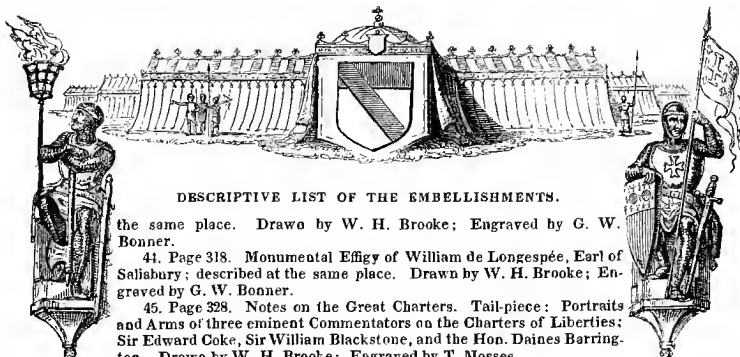 DESCRIPTIVE LIST OF THE EMBELLISHMENTS.
the same place. Drawn by W. H. Brooke; Engraved by G. W.
Bonner.
44. Page 318. Monumental Effigy of William de Longespée, Earl of
Salisbury; described at the same place. Drawn by W. H. Brooke; En-
graved by G. W. Bonner.
45. Page 328. Notes on the Great Charters. Tail-piece: Portraits
and Arms of three eminent Commentators on the Charters of Liberties;
Sir Edward Coke, Sir William Blackstone, and the Hon. Daines Barring-
ton. Drawn by W. H. Brooke; Engraved by T. Mosses.